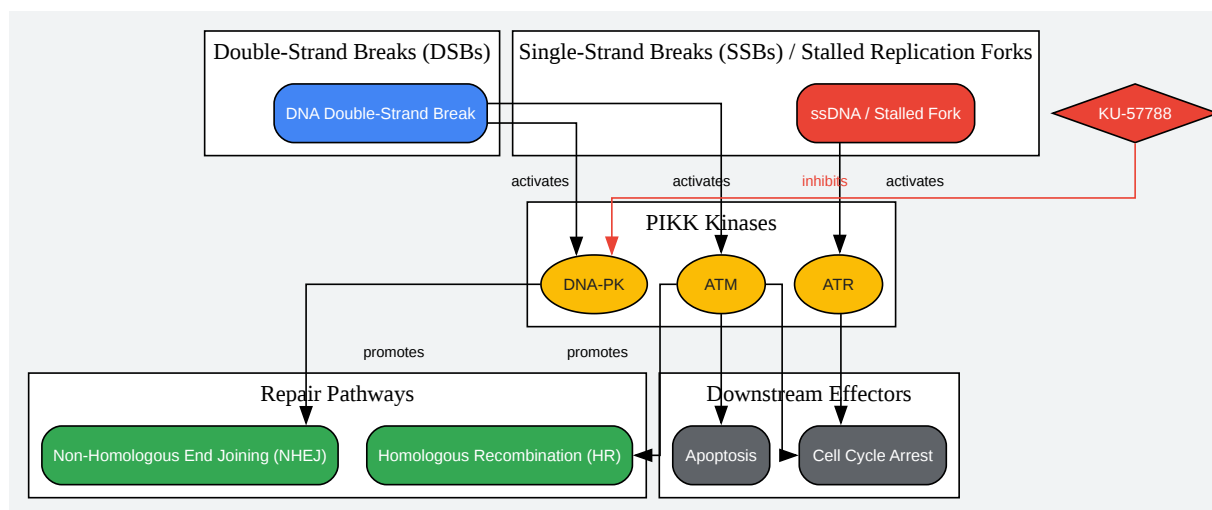 Double-Strand Breaks (DSBs)
Single-Strand Breaks (SSBs) / Stalled Replication Forks
DNA Double-Strand Break
ssDNA / Stalled Fork
KU-57788
activates
activates
inhibits
activates
PIKK Kinases
DNA-PK
ATM
ATR
promotes
promotes
Repair Pathways
Downstream Effectors
Non-Homologous End Joining (NHEJ)
Homologous Recombination (HR)
Apoptosis
Cell Cycle Arrest